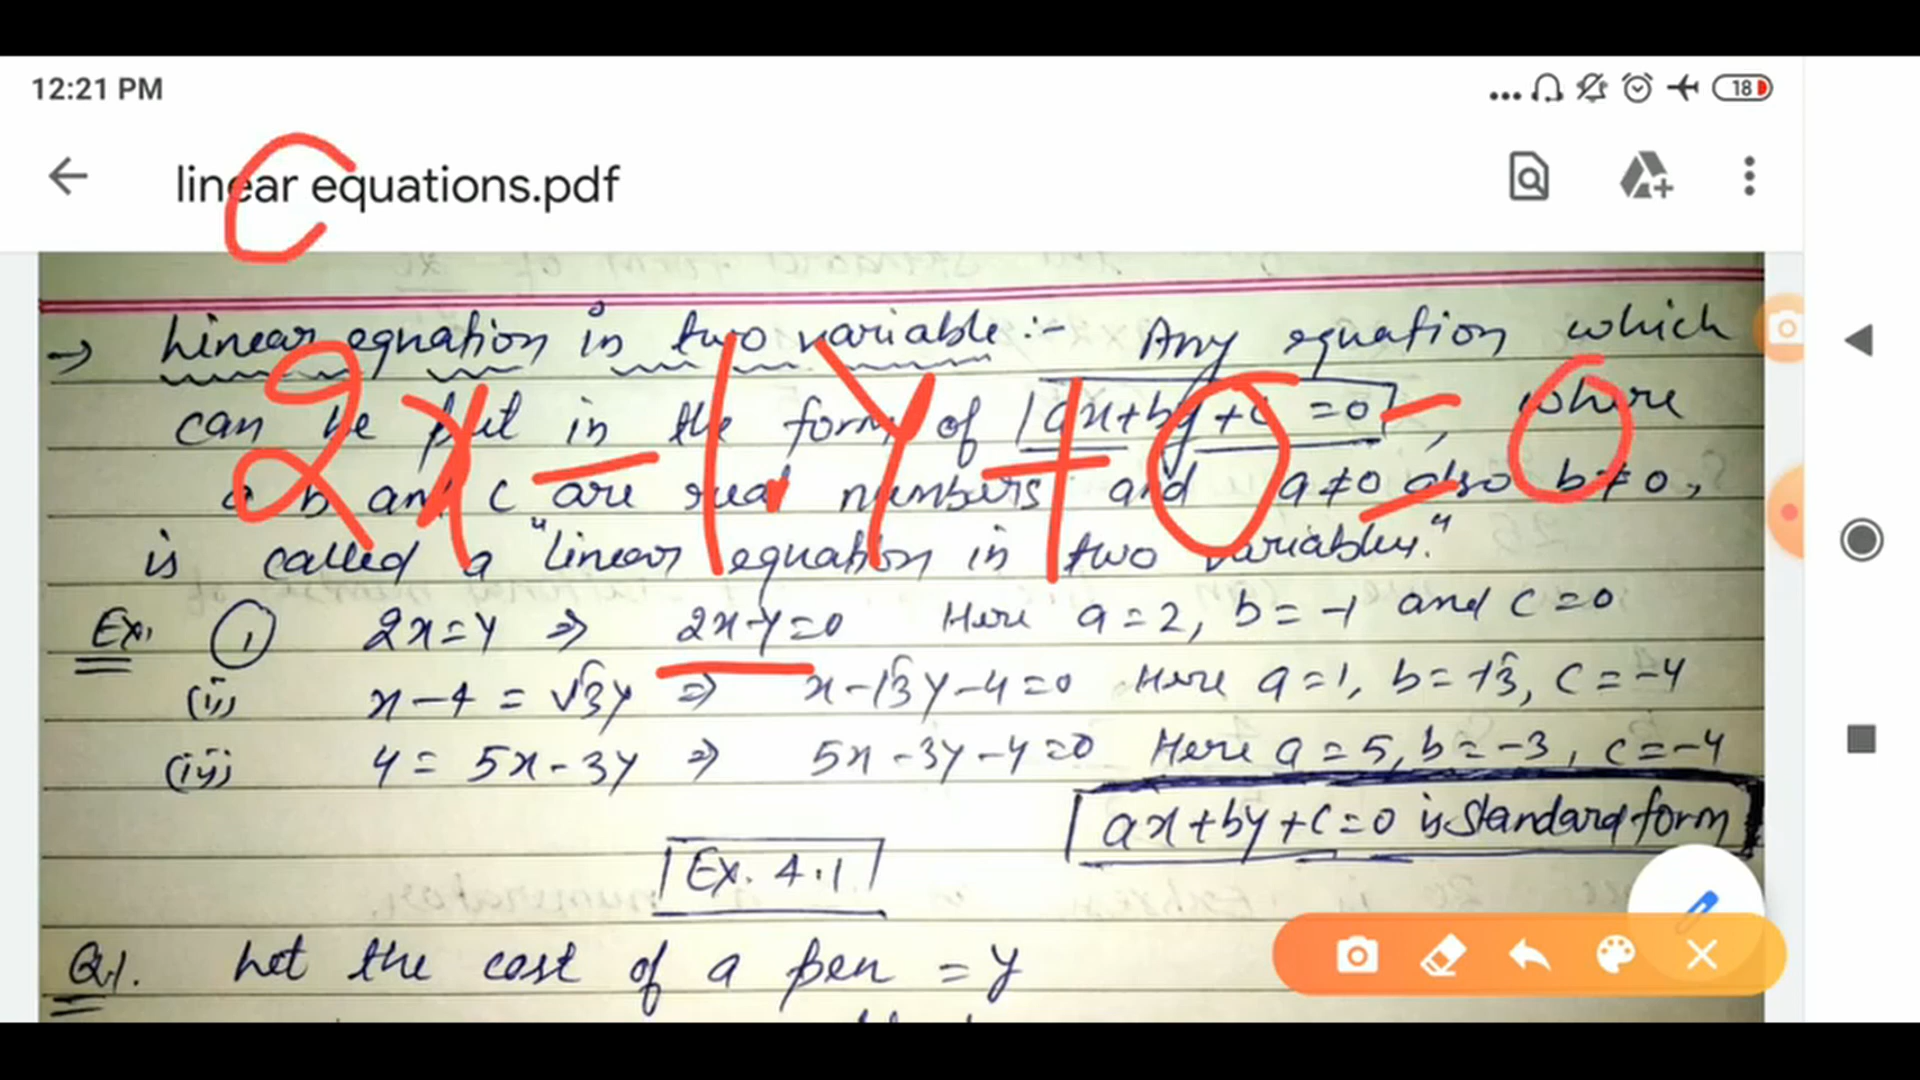 12:21 PM
18
linear equations.pdf
C
→ Linear equation in two variable :- Any equation which
can be put in the form of ax+by+c =0, where
a b and c are real numbers and a≠0 also b≠0,
is called a "linear equation in two variables."
2x - 1.y + 0 = 0
Ex. (i) 2x=y ⇒ 2x-y=0 Here a=2, b=-1 and c=0
(ii) x-4 = √3y ⇒ x-√3y-4=0 Here a=1, b=-√3, c=-4
(iii) 4= 5x-3y ⇒ 5x-3y-4=0 Here a=5, b=-3, c=-4
ax+by+c=0 is standard form
Ex. 4.1
Q1. Let the cost of a pen = y